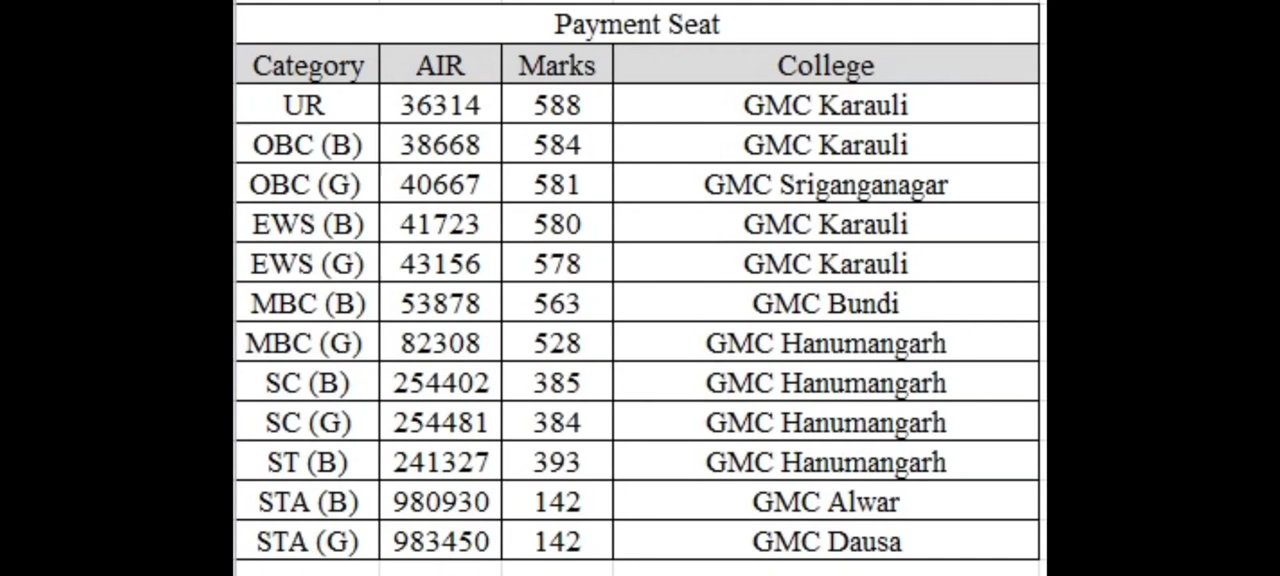 Payment Seat
Category AIR Marks College
UR 36314 588 GMC Karauli
OBC (B) 38668 584 GMC Karauli
OBC (G) 40667 581 GMC Sriganganagar
EWS (B) 41723 580 GMC Karauli
EWS (G) 43156 578 GMC Karauli
MBC (B) 53878 563 GMC Bundi
MBC (G) 82308 528 GMC Hanumangarh
SC (B) 254402 385 GMC Hanumangarh
SC (G) 254481 384 GMC Hanumangarh
ST (B) 241327 393 GMC Hanumangarh
STA (B) 980930 142 GMC Alwar
STA (G) 983450 142 GMC Dausa